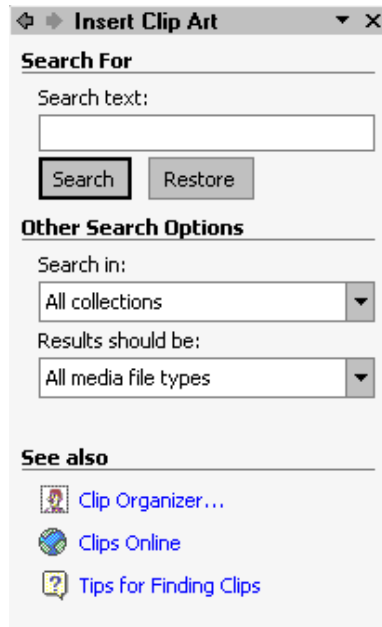 Insert Clip Art
Search For
Search text:
Search Restore
Other Search Options
Search in:
All collections
Results should be:
All media file types
See also
Clip Organizer...
Clips Online
Tips for Finding Clips